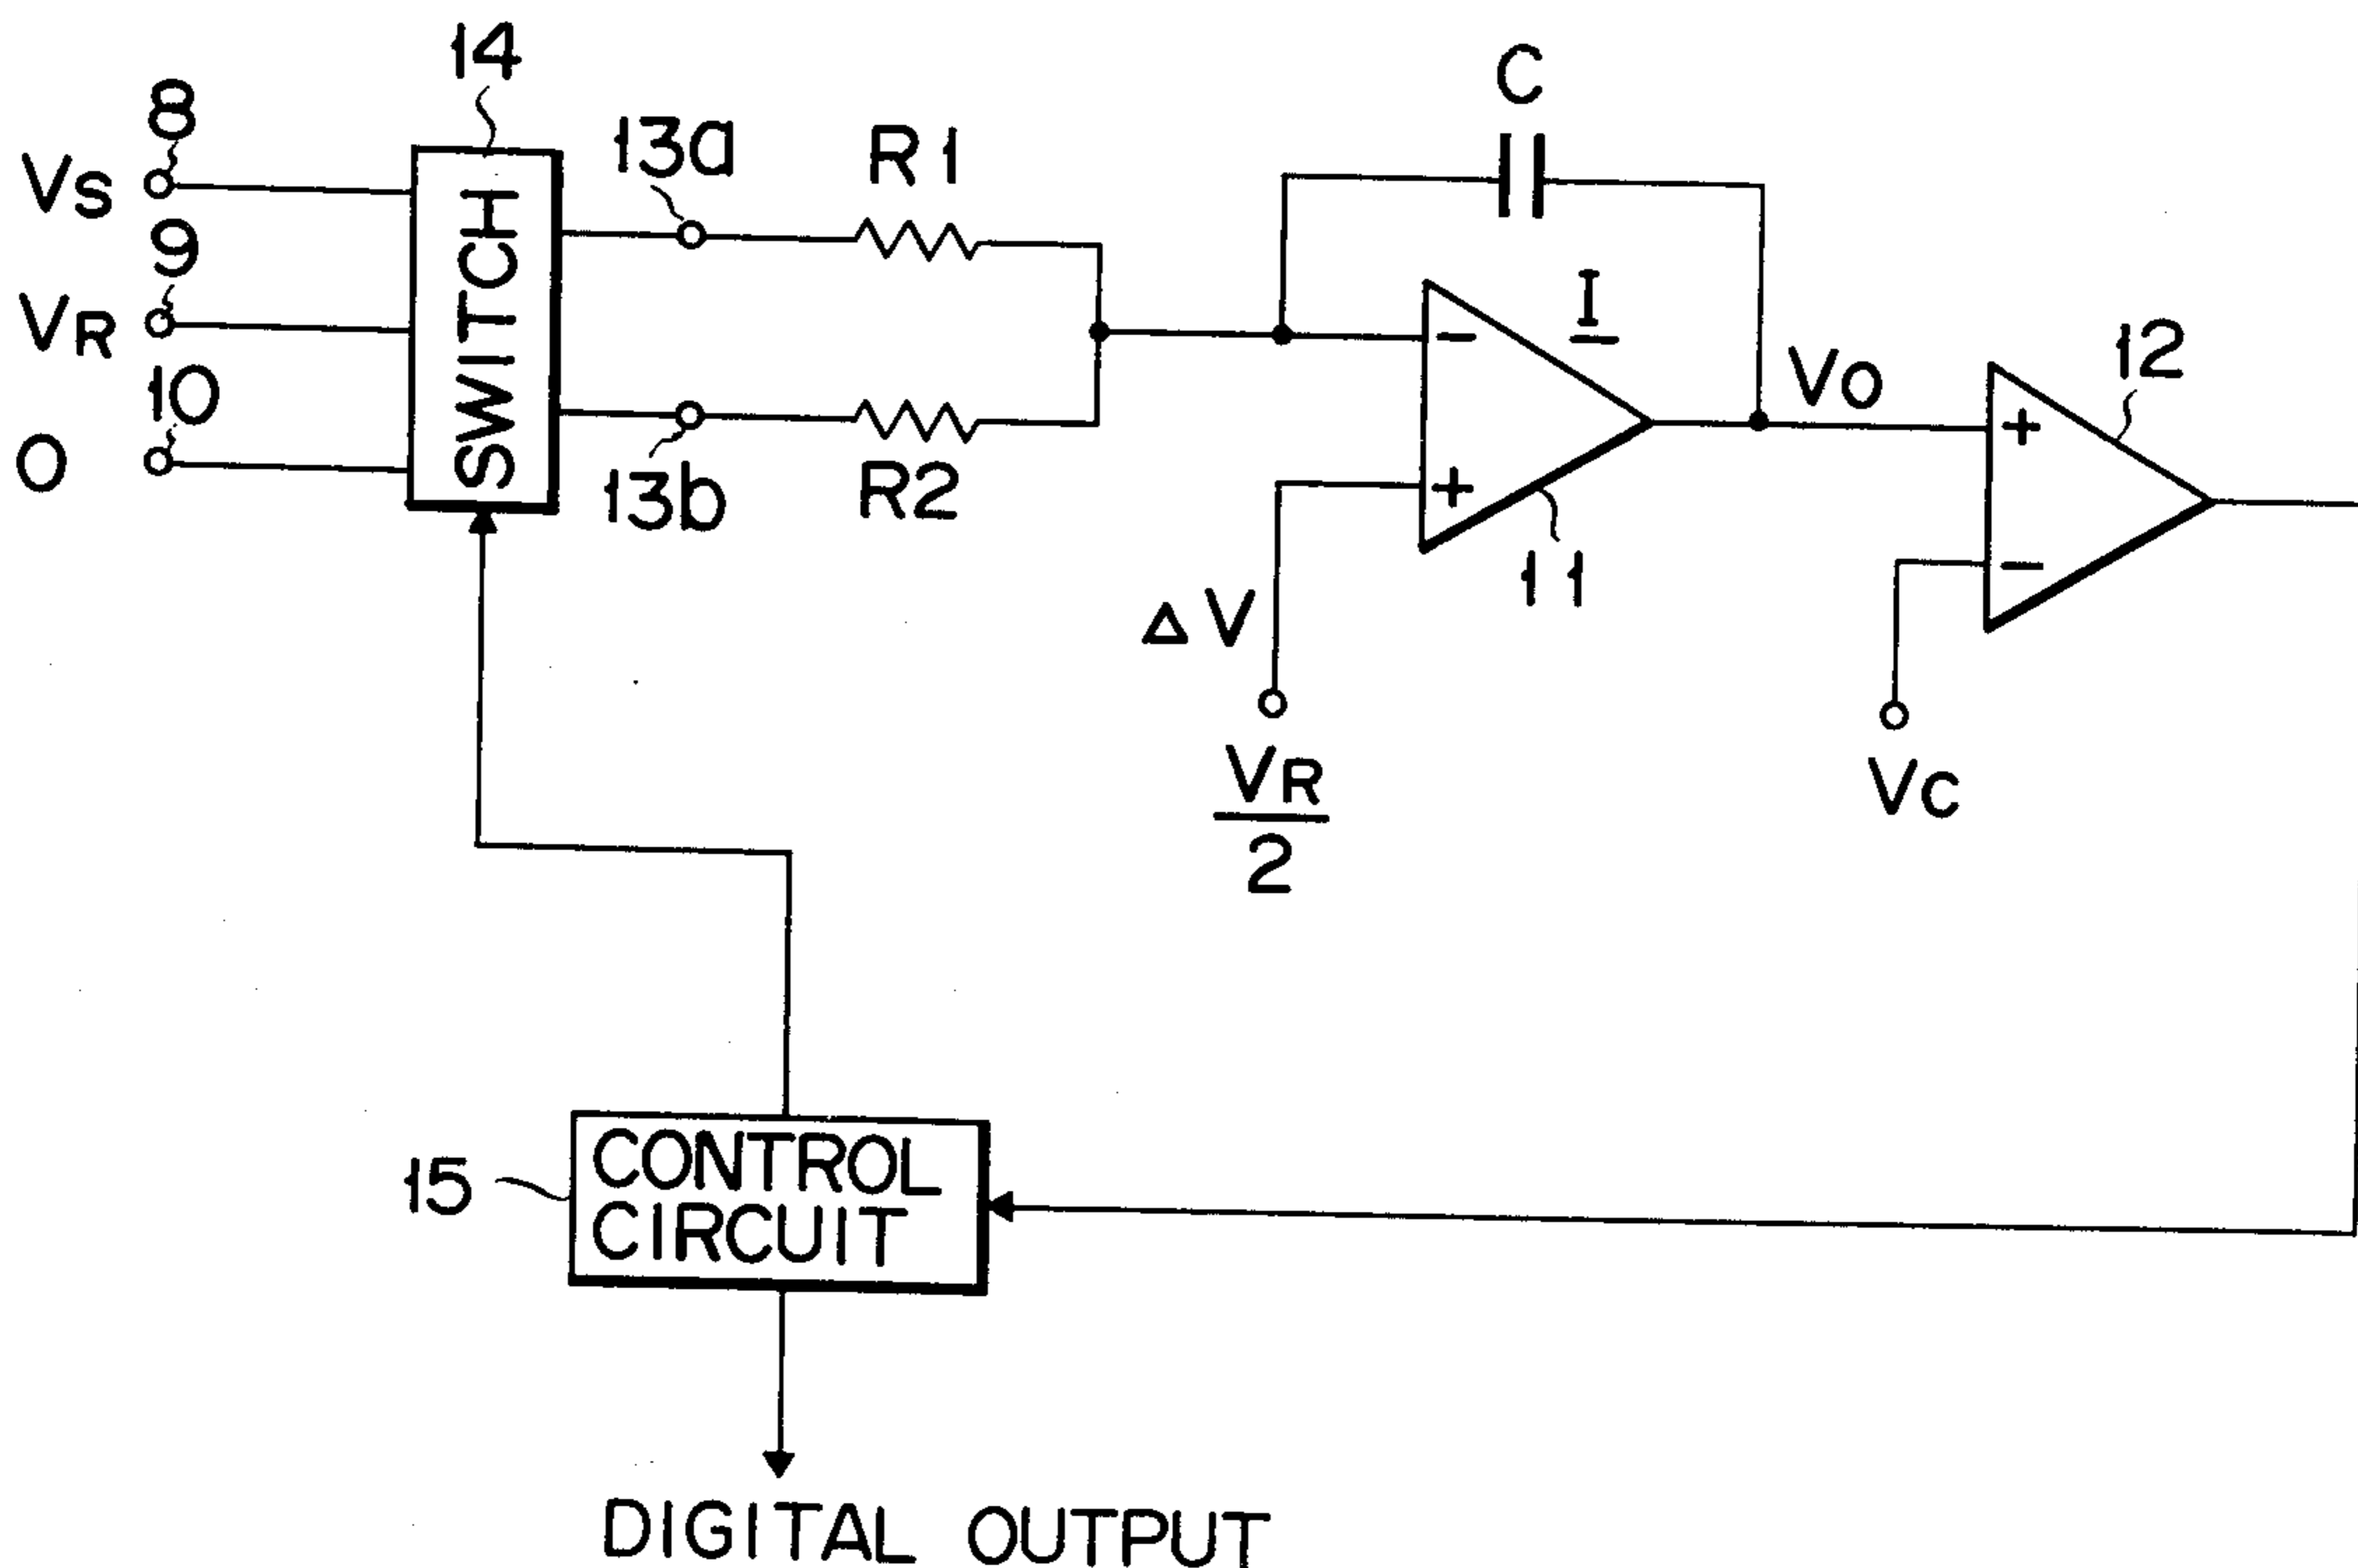 14
C
8
VS
13a
R1
SWITCH
9
VR
I
12
10
VO
O
-
+
13b
R2
+
-
11
ΔV
VR
2
VC
15
CONTROL
CIRCUIT
DIGITAL OUTPUT